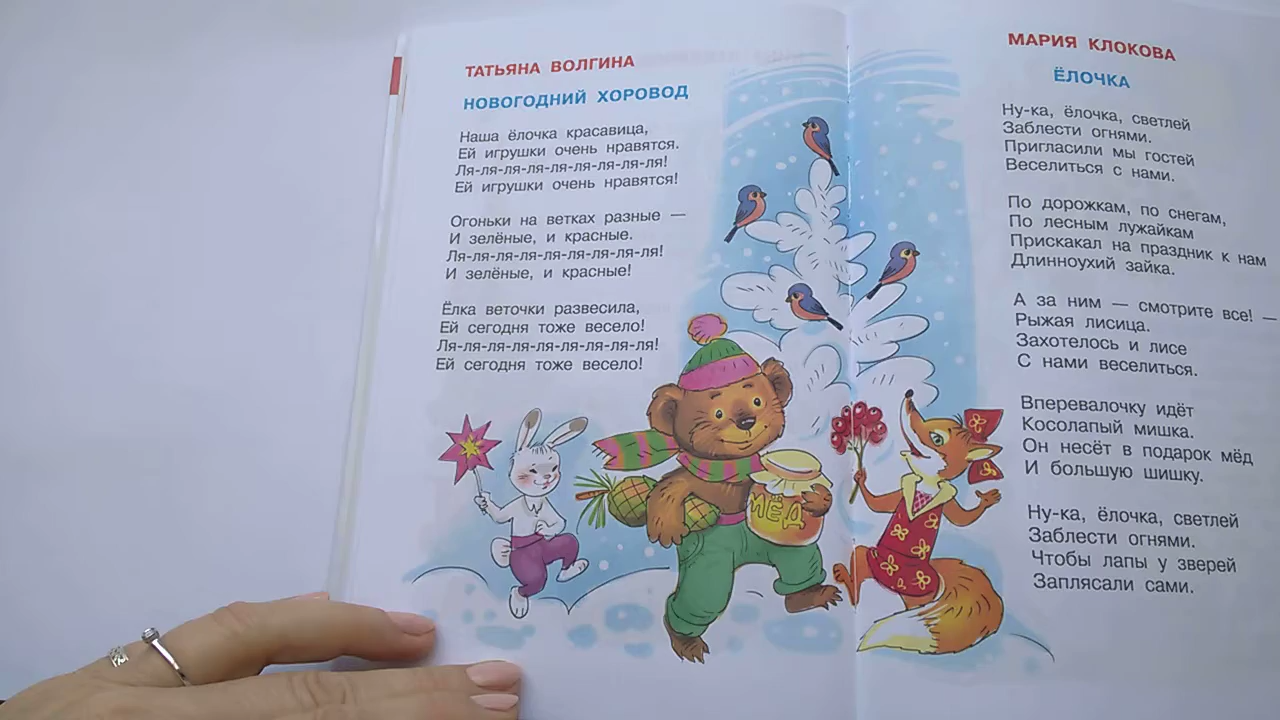 ТАТЬЯНА ВОЛГИНА
НОВОГОДНИЙ ХОРОВОД
Наша ёлочка красавица,
Ей игрушки очень нравятся.
Ля-ля-ля-ля-ля-ля-ля-ля-ля!
Ей игрушки очень нравятся!
Огоньки на ветках разные —
И зелёные, и красные.
Ля-ля-ля-ля-ля-ля-ля-ля-ля!
И зелёные, и красные!
Ёлка веточки развесила,
Ей сегодня тоже весело!
Ля-ля-ля-ля-ля-ля-ля-ля-ля!
Ей сегодня тоже весело!
МЁД
МАРИЯ КЛОКОВА
ЁЛОЧКА
Ну-ка, ёлочка, светлей
Заблести огнями.
Пригласили мы гостей
Веселиться с нами.
По дорожкам, по снегам,
По лесным лужайкам
Прискакал на праздник к нам
Длинноухий зайка.
А за ним — смотрите все! —
Рыжая лисица.
Захотелось и лисе
С нами веселиться.
Вперевалочку идёт
Косолапый мишка.
Он несёт в подарок мёд
И большую шишку.
Ну-ка, ёлочка, светлей
Заблести огнями.
Чтобы лапы у зверей
Заплясали сами.